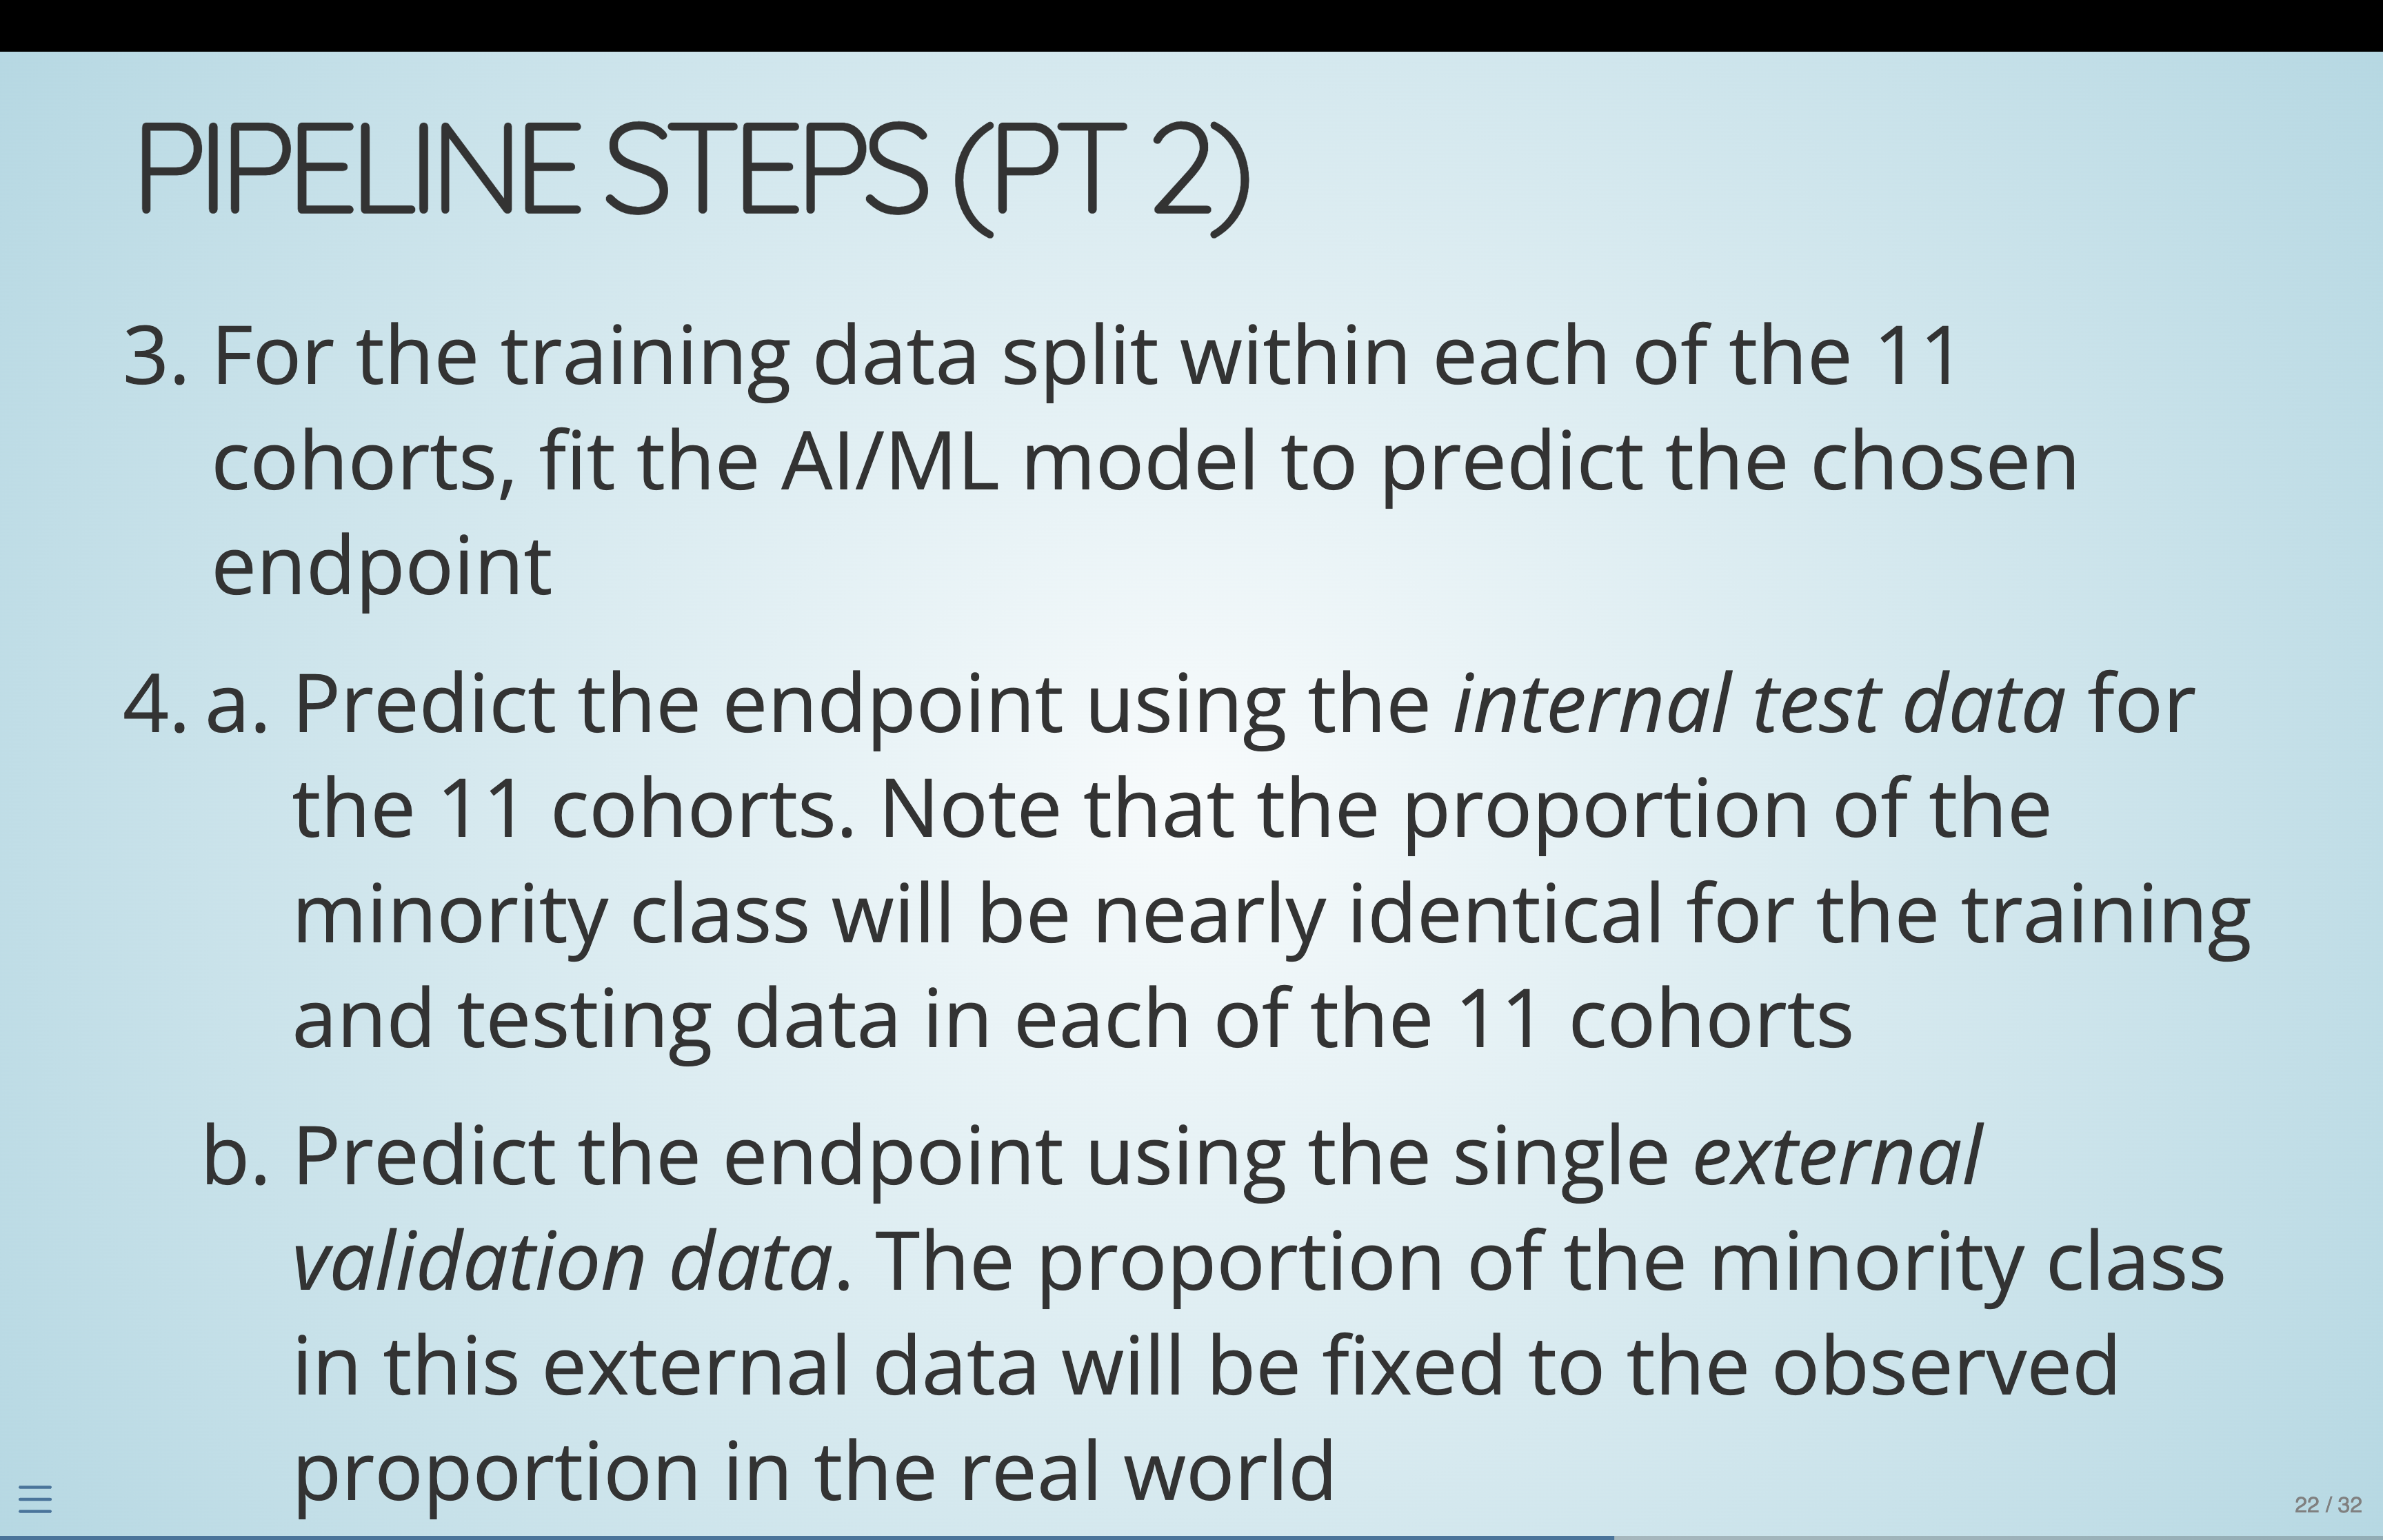 PIPELINE STEPS (PT 2)
3. For the training data split within each of the 11
cohorts, fit the AI/ML model to predict the chosen
endpoint
4. a. Predict the endpoint using the internal test data for
the 11 cohorts. Note that the proportion of the
minority class will be nearly identical for the training
and testing data in each of the 11 cohorts
b. Predict the endpoint using the single external
validation data. The proportion of the minority class
in this external data will be fixed to the observed
proportion in the real world
22 / 32